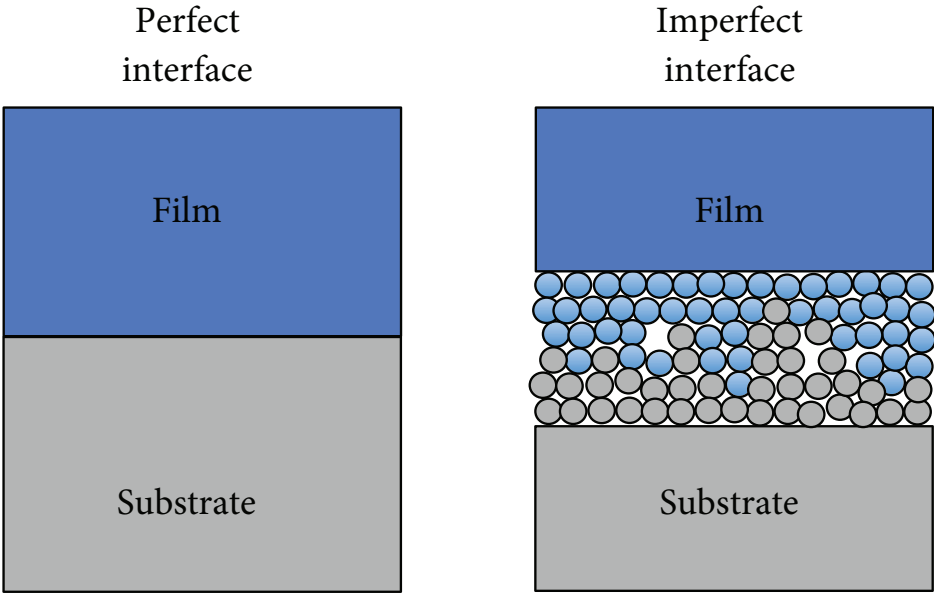 Perfect
interface
Imperfect
interface
Film
Film
Substrate
Substrate